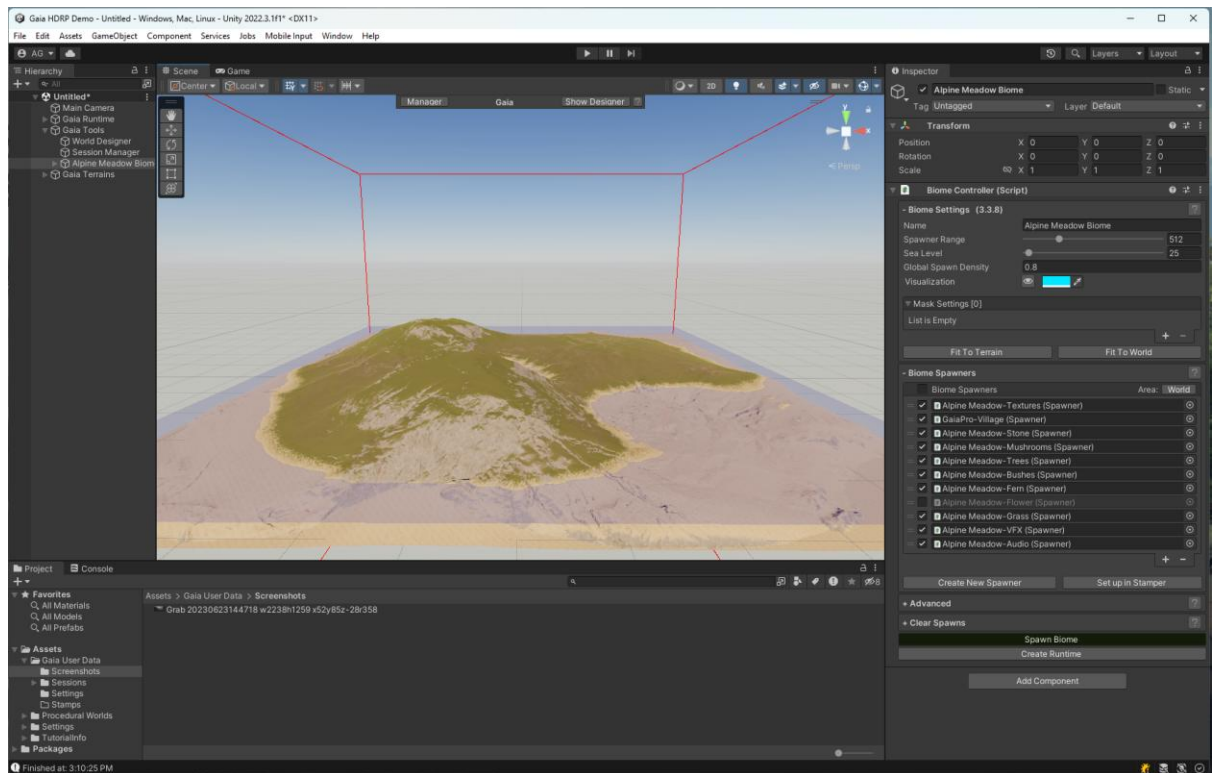 Gaia HDRP Demo - Untitled - Windows, Mac, Linux - Unity 2022.3.1f1* <DX11>
File Edit Assets GameObject Component Services Jobs Mobile Input Window Help
AG Layers Layout
Hierarchy
All
Untitled*
Main Camera
Gaia Runtime
Gaia Tools
World Designer
Session Manager
Alpine Meadow Biom
Gaia Terrains
Scene Game
Center Local 2D
Manager Gaia Show Designer
y
x
Persp
Inspector
Alpine Meadow Biome Static
Tag Untagged Layer Default
Transform
Position X 0 Y 0 Z 0
Rotation X 0 Y 0 Z 0
Scale X 1 Y 1 Z 1
Biome Controller (Script)
- Biome Settings (3.3.8)
Name Alpine Meadow Biome
Spawner Range 512
Sea Level 25
Global Spawn Density 0.8
Visualization
Mask Settings [0]
List is Empty
+ -
Fit To Terrain Fit To World
- Biome Spawners
Biome Spawners Area: World
Alpine Meadow-Textures (Spawner)
GaiaPro-Village (Spawner)
Alpine Meadow-Stone (Spawner)
Alpine Meadow-Mushrooms (Spawner)
Alpine Meadow-Trees (Spawner)
Alpine Meadow-Bushes (Spawner)
Alpine Meadow-Fern (Spawner)
Alpine Meadow-Flower (Spawner)
Alpine Meadow-Grass (Spawner)
Alpine Meadow-VFX (Spawner)
Alpine Meadow-Audio (Spawner)
+ -
Create New Spawner Set up in Stamper
+ Advanced
+ Clear Spawns
Spawn Biome
Create Runtime
Add Component
Project Console
Favorites
All Materials
All Models
All Prefabs
Assets
Gaia User Data
Screenshots
Sessions
Settings
Stamps
Procedural Worlds
Settings
TutorialInfo
Packages
Assets > Gaia User Data > Screenshots
Grab 20230623144718 w2238h1259 x52y85z-28r358
Finished at: 3:10:25 PM